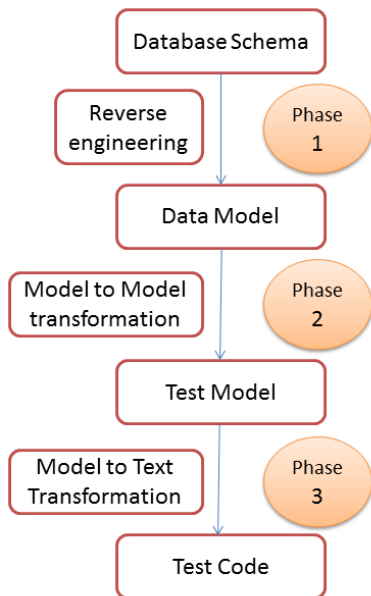 Database Schema
Reverse
engineering
Phase
1
Data Model
Model to Model
transformation
Phase
2
Test Model
Model to Text
Transformation
Phase
3
Test Code